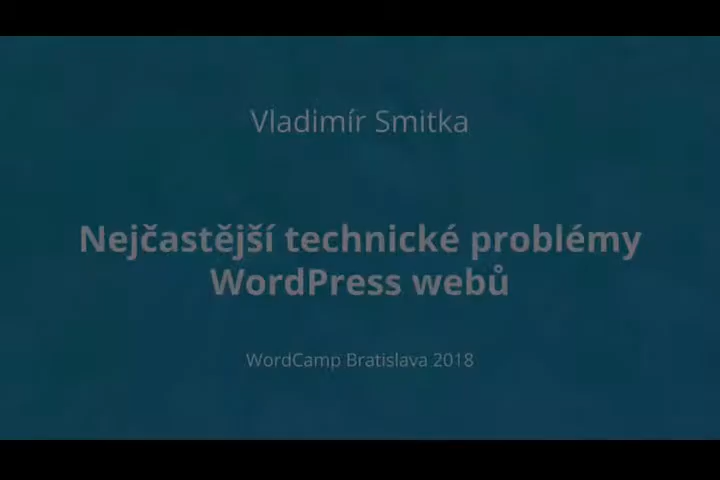 Vladimír Smitka
Nejčastější technické problémy
WordPress webů
WordCamp Bratislava 2018